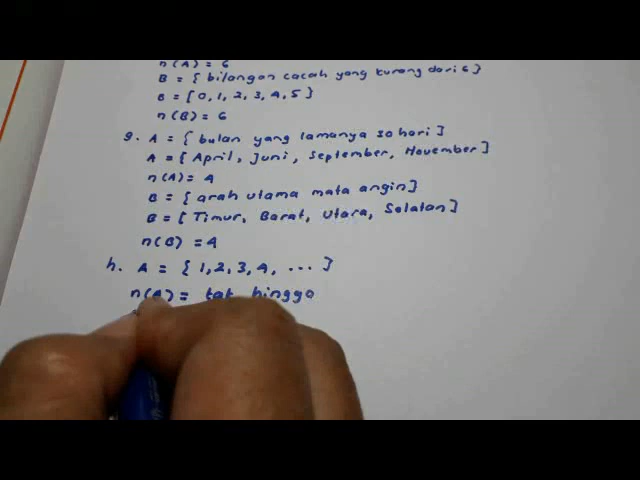 n(A) = 6
B = { bilangan cacah yang kurang dari 6 }
B = { 0, 1, 2, 3, 4, 5 }
n(B) = 6
g. A = { bulan yang lamanya 30 hari }
A = { April, Juni, September, November }
n(A) = 4
B = { arah utama mata angin }
B = { Timur, Barat, Utara, Selatan }
n(B) = 4
h. A = { 1, 2, 3, 4, ... }
n(A) = tak hingga